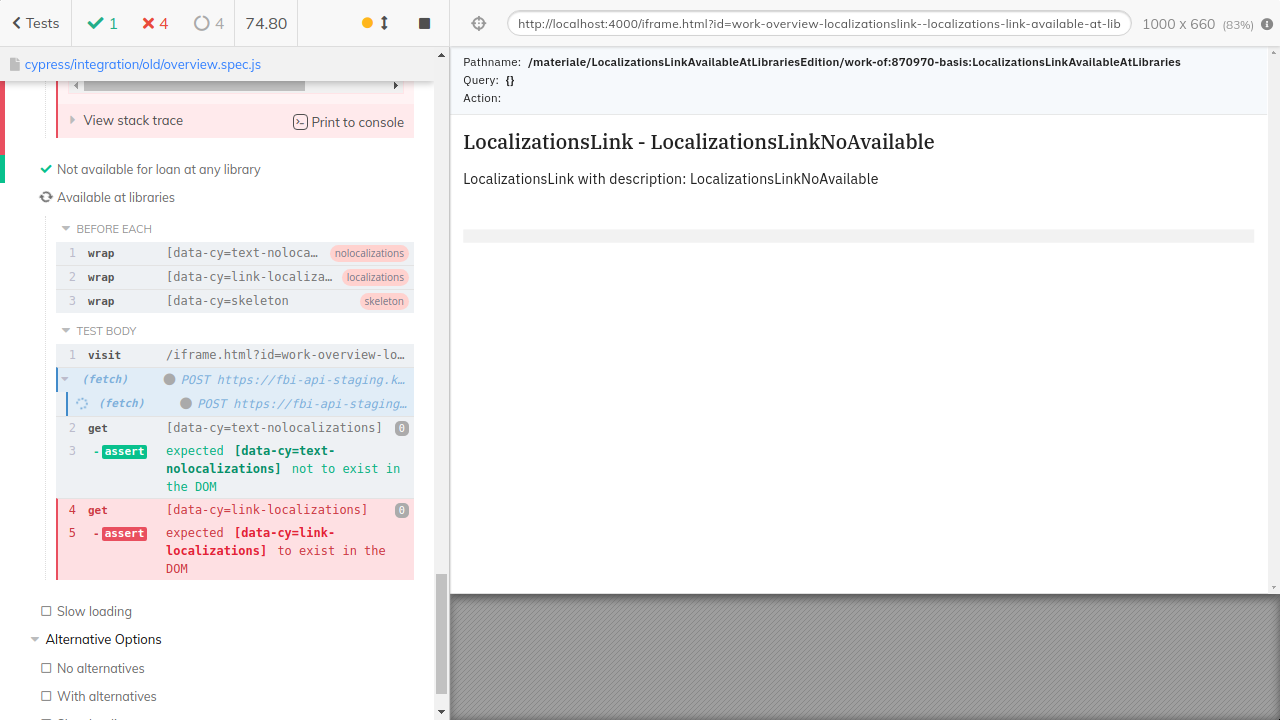 Tests
1
4
4
74.80
http://localhost:4000/iframe.html?id=work-overview-localizationslink--localizations-link-available-at-lib
1000 x 660 (83%)
cypress/integration/old/overview.spec.js
View stack trace
Print to console
Not available for loan at any library
Available at libraries
BEFORE EACH
1 wrap [data-cy=text-noloca… nolocalizations
2 wrap [data-cy=link-localiza… localizations
3 wrap [data-cy=skeleton skeleton
TEST BODY
1 visit /iframe.html?id=work-overview-lo…
(fetch) POST https://fbi-api-staging.k…
(fetch) POST https://fbi-api-staging…
2 get [data-cy=text-nolocalizations] 0
3 -assert expected [data-cy=text-
nolocalizations] not to exist in
the DOM
4 get [data-cy=link-localizations] 0
5 -assert expected [data-cy=link-
localizations] to exist in the
DOM
Slow loading
Alternative Options
No alternatives
With alternatives
Pathname: /materiale/LocalizationsLinkAvailableAtLibrariesEdition/work-of:870970-basis:LocalizationsLinkAvailableAtLibraries
Query: {}
Action:
LocalizationsLink - LocalizationsLinkNoAvailable
LocalizationsLink with description: LocalizationsLinkNoAvailable